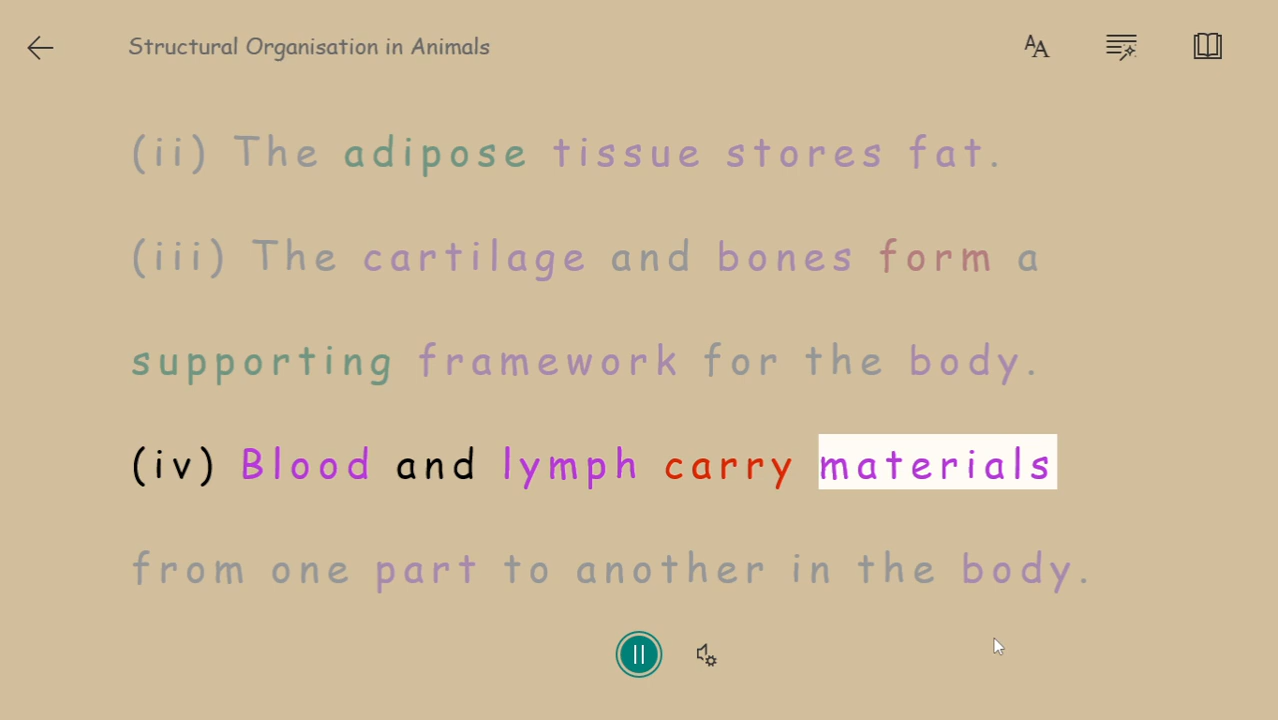 Structural Organisation in Animals
(ii) The adipose tissue stores fat.
(iii) The cartilage and bones form a
supporting framework for the body.
(iv) Blood and lymph carry materials
from one part to another in the body.